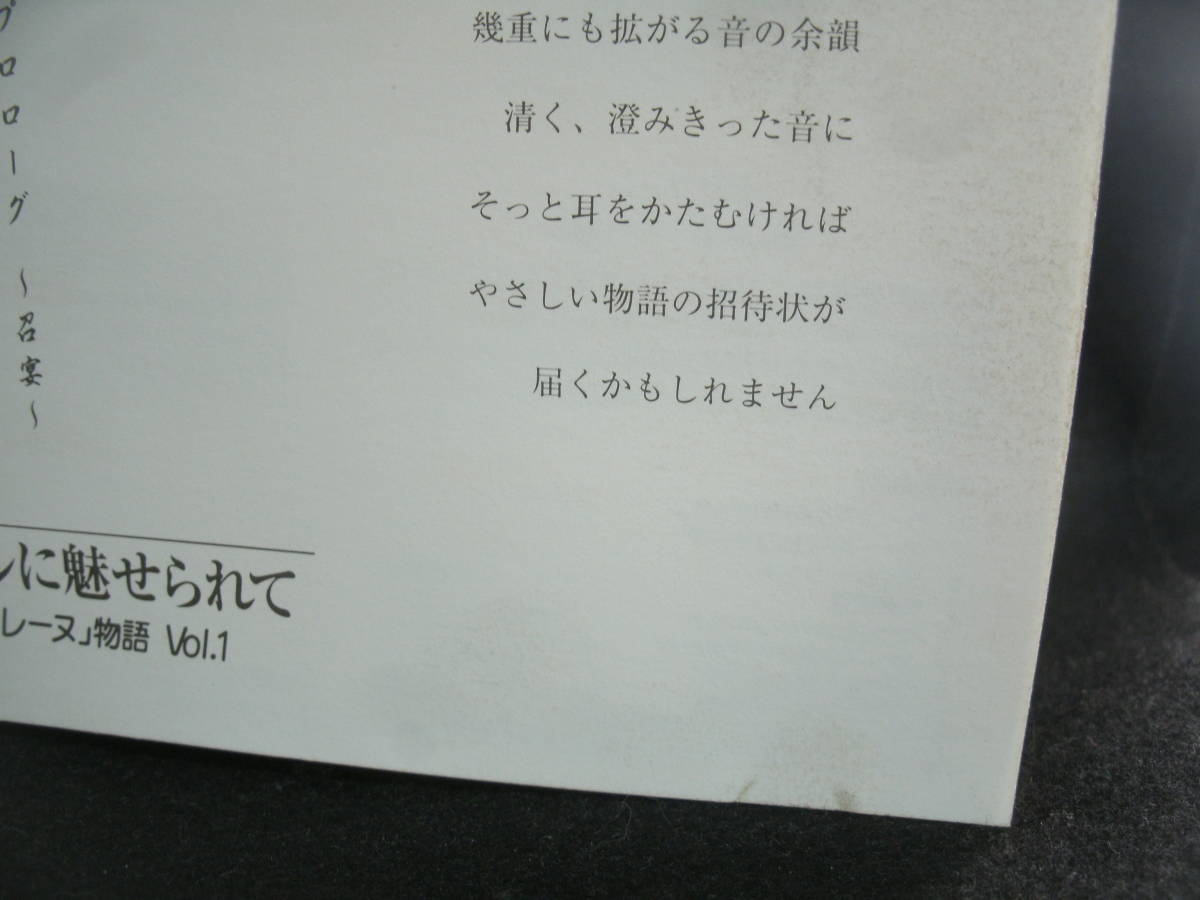 プロローグ 〜召宴〜
幾重にも拡がる音の余韻
清く、澄みきった音に
そっと耳をかたむければ
やさしい物語の招待状が
届くかもしれません
ルに魅せられて
レーヌ」物語 Vol.1